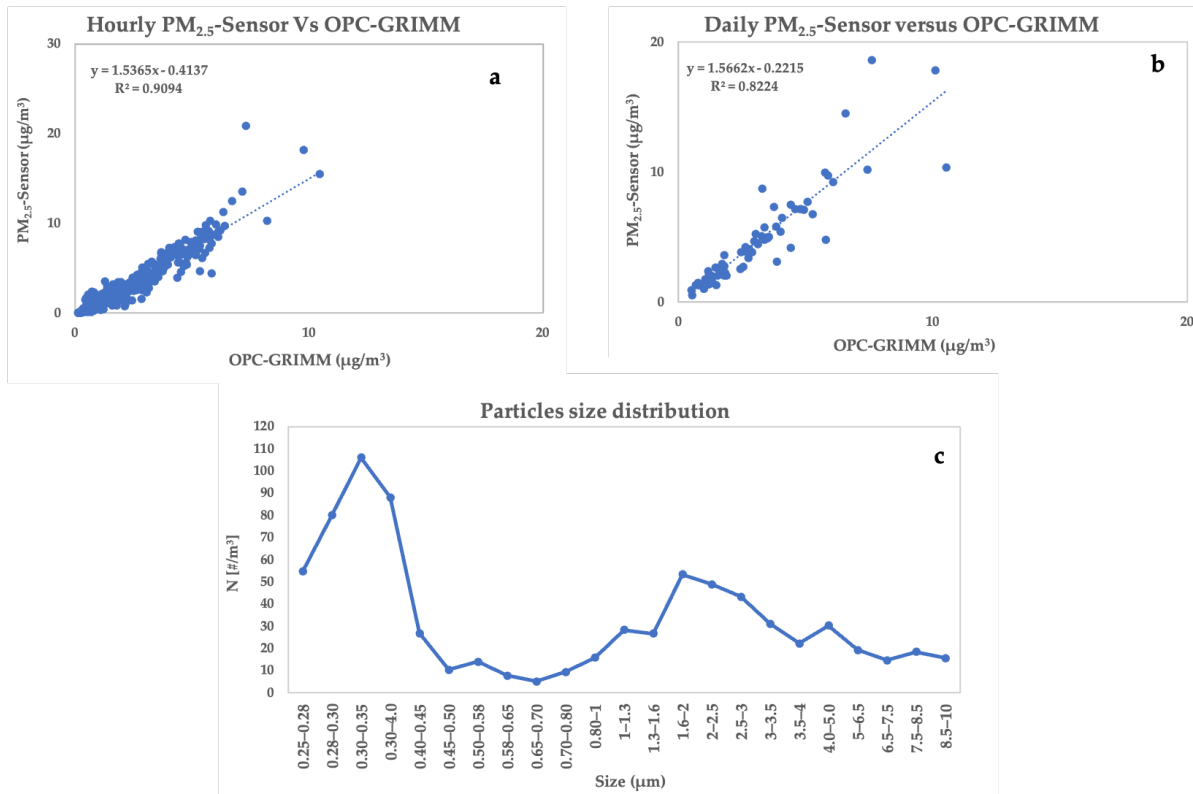 Hourly PM2.5-Sensor Vs OPC-GRIMM
a
y = 1.5365x - 0.4137
R² = 0.9094
30
20
10
0
PM2.5-Sensor (µg/m³)
0 10 20
OPC-GRIMM (µg/m³)
Daily PM2.5-Sensor versus OPC-GRIMM
b
y = 1.5662x - 0.2215
R² = 0.8224
20
10
0
PM2.5-Sensor (µg/m³)
0 10 20
OPC-GRIMM (µg/m³)
Particles size distribution
c
120
110
100
90
80
70
60
50
40
30
20
10
0
N [#/m³]
0.25–0.28
0.28–0.30
0.30–0.35
0.30–4.0
0.40–0.45
0.45–0.50
0.50–0.58
0.58–0.65
0.65–0.70
0.70–0.80
0.80–1
1–1.3
1.3–1.6
1.6–2
2–2.5
2.5–3
3–3.5
3.5–4
4.0–5.0
5–6.5
6.5–7.5
7.5–8.5
8.5–10
Size (µm)